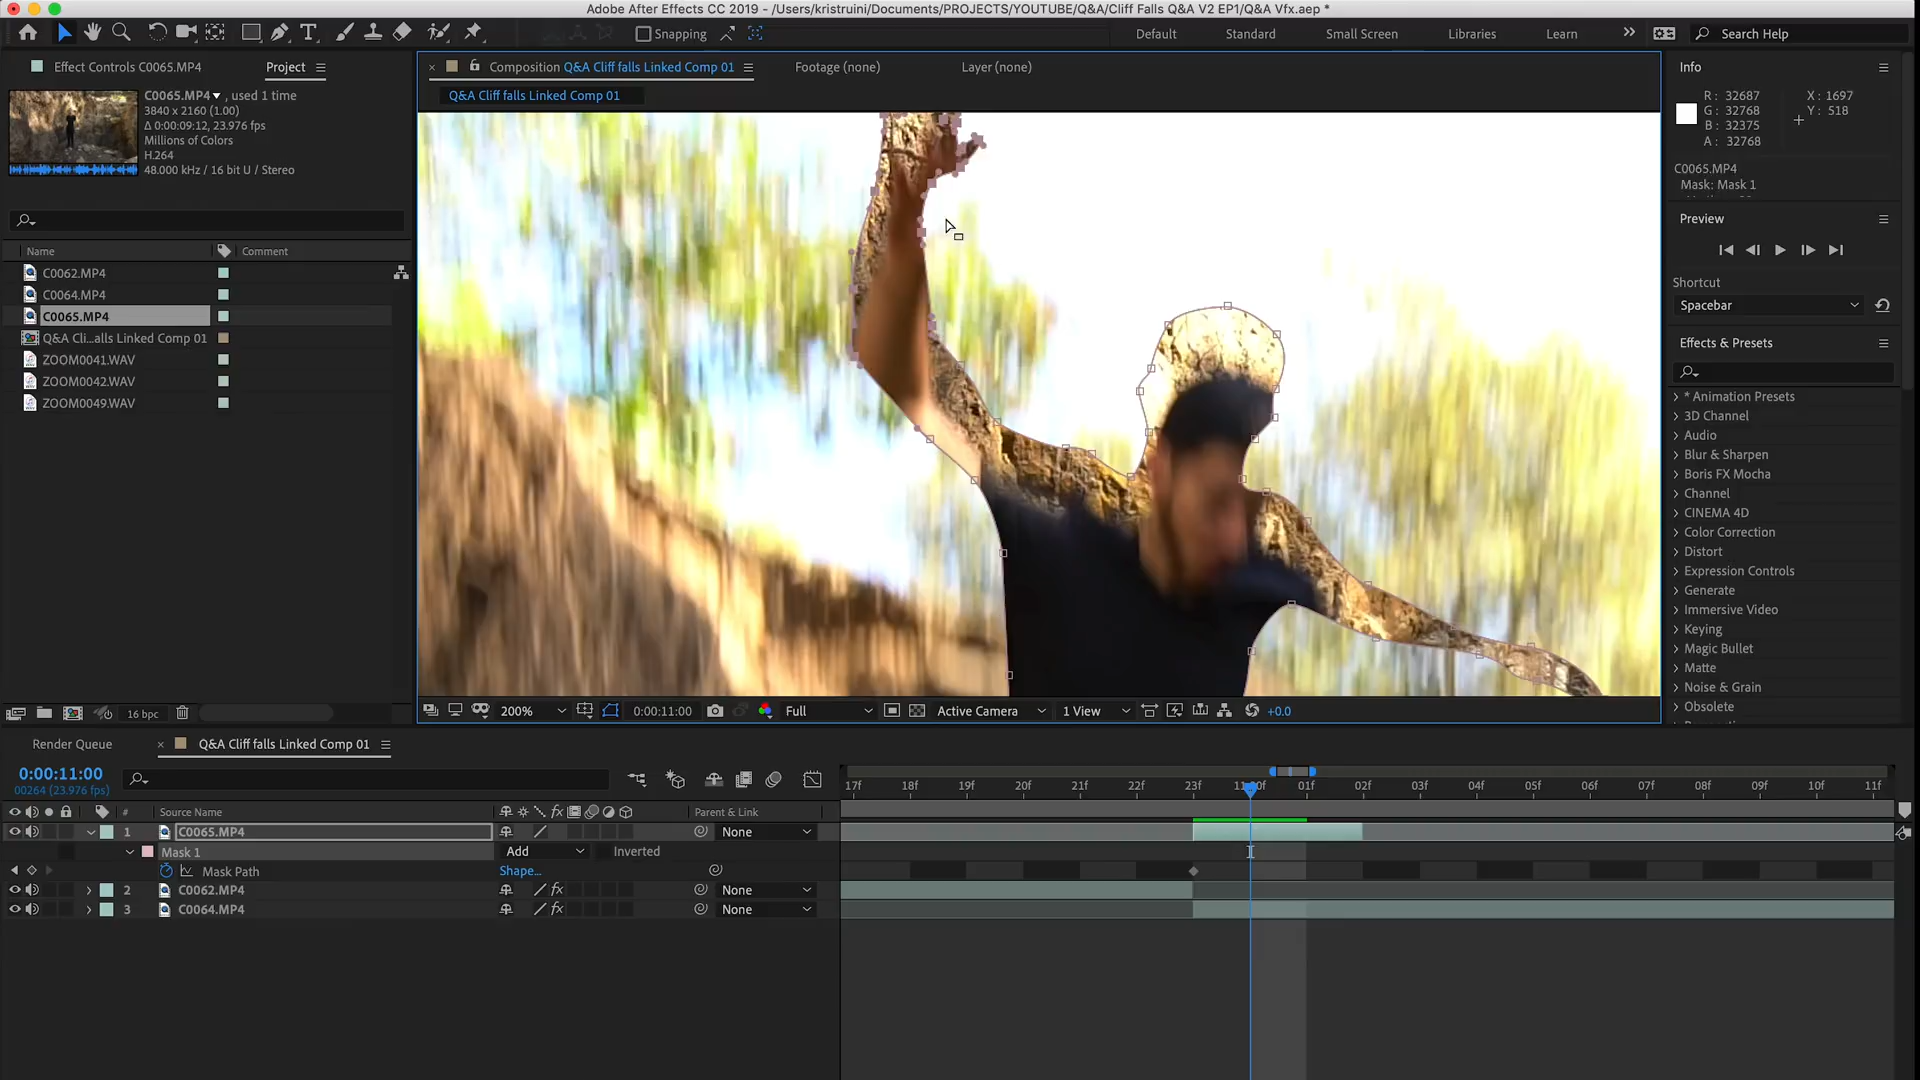 Adobe After Effects CC 2019 - /Users/kristruini/Documents/PROJECTS/YOUTUBE/Q&A/Cliff Falls Q&A V2 EP1/Q&A Vfx.aep *
Snapping
Default
Standard
Small Screen
Libraries
Learn
Search Help
Effect Controls C0065.MP4
Project
C0065.MP4 , used 1 time
3840 x 2160 (1.00)
Δ 0:00:09:12, 23.976 fps
Millions of Colors
H.264
48.000 kHz / 16 bit U / Stereo
Name
Comment
C0062.MP4
C0064.MP4
C0065.MP4
Q&A Cli...alls Linked Comp 01
ZOOM0041.WAV
ZOOM0042.WAV
ZOOM0049.WAV
16 bpc
Composition Q&A Cliff falls Linked Comp 01
Footage (none)
Layer (none)
Q&A Cliff falls Linked Comp 01
200%
0:00:11:00
Full
Active Camera
1 View
+0.0
Info
R: 32687
G: 32768
B: 32375
A: 32768
X: 1697
Y: 518
C0065.MP4
Mask: Mask 1
Preview
Shortcut
Spacebar
Effects & Presets
* Animation Presets
3D Channel
Audio
Blur & Sharpen
Boris FX Mocha
Channel
CINEMA 4D
Color Correction
Distort
Expression Controls
Generate
Immersive Video
Keying
Magic Bullet
Matte
Noise & Grain
Obsolete
Render Queue
Q&A Cliff falls Linked Comp 01
0:00:11:00
00264 (23.976 fps)
17f 18f 19f 20f 21f 22f 23f 01f 02f 03f 04f 05f 06f 07f 08f 09f 10f 11f
# Source Name fx Parent & Link
1 C0065.MP4 None
Mask 1 Add Inverted
Mask Path Shape...
2 C0062.MP4 fx None
3 C0064.MP4 fx None